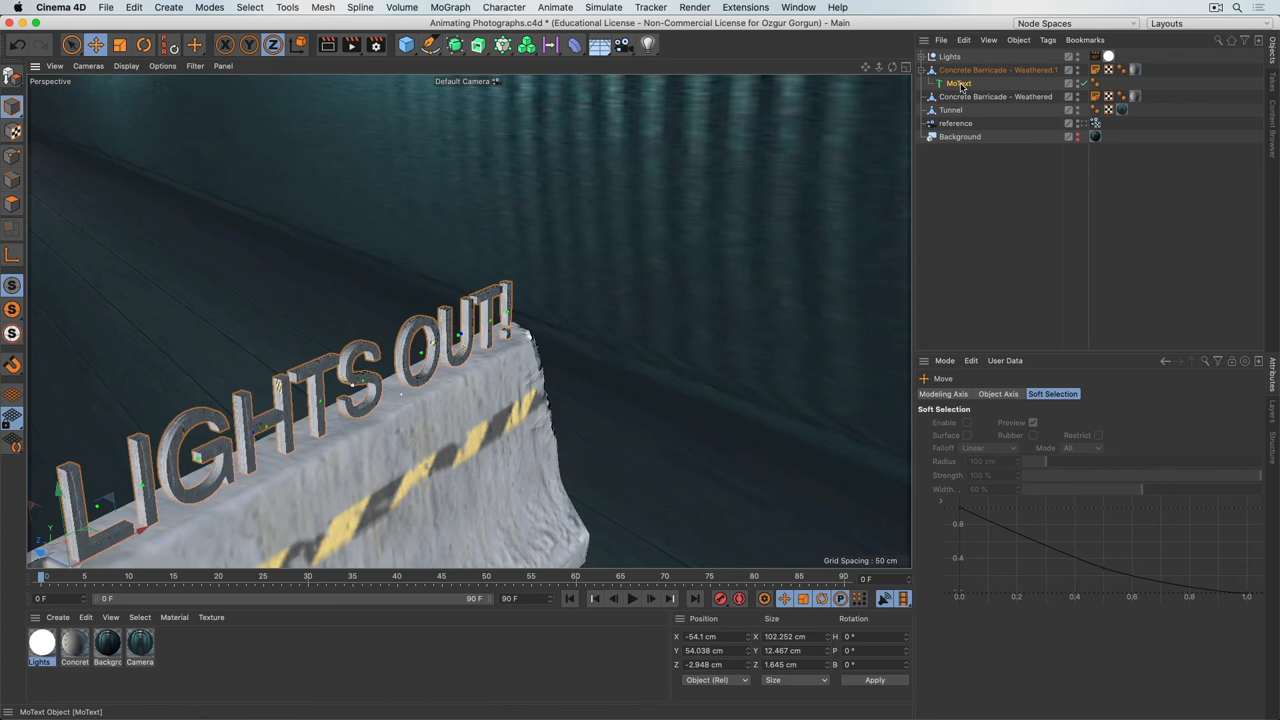 Cinema 4D File Edit Create Modes Select Tools Mesh Spline Volume MoGraph Character Animate Simulate Tracker Render Extensions Window Help
Animating Photographs.c4d * (Educational License - Non-Commercial License for Ozgur Gorgun) - Main
Node Spaces Layouts
PSR X Y Z
View Cameras Display Options Filter Panel
Perspective
Default Camera
LIGHTS OUT!
Grid Spacing : 50 cm
File Edit View Object Tags Bookmarks
Lights
Concrete Barricade - Weathered.1
MoText
Concrete Barricade - Weathered
Tunnel
reference
Background
Objects
Takes
Content Browser
Mode Edit User Data
Move
Modeling Axis Object Axis Soft Selection
Soft Selection
Enable Preview
Surface Rubber Restrict
Falloff Linear Mode All
Radius 100 cm
Strength 100 %
Width. . 50 %
0.8
0.4
0.0 0.2 0.4 0.6 0.8 1.0
Attributes
Layers
Structure
0 5 10 15 20 25 30 35 40 45 50 55 60 65 70 75 80 85 90 0 F
0 F 0 F 90 F 90 F
Create Edit View Select Material Texture
Lights Concret Backgrc Camera
Position Size Rotation
X -54.1 cm X 102.252 cm H 0 °
Y 54.038 cm Y 12.467 cm P 0 °
Z -2.948 cm Z 1.645 cm B 0 °
Object (Rel) Size Apply
MoText Object [MoText]